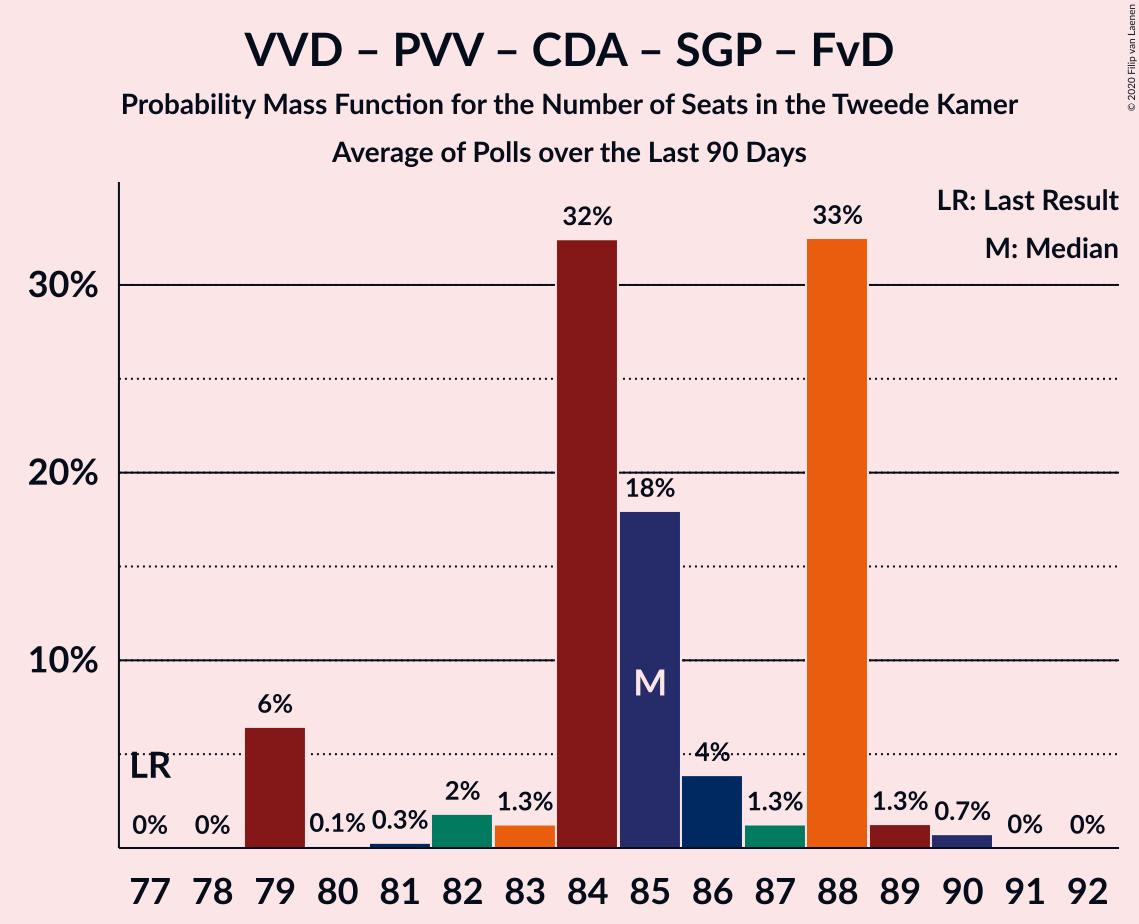 VVD – PVV – CDA – SGP – FvD
Probability Mass Function for the Number of Seats in the Tweede Kamer
Average of Polls over the Last 90 Days
© 2020 Filip van Laenen
LR: Last Result
M: Median
30%
20%
10%
LR
0%
0%
6%
0.1%
0.3%
2%
1.3%
32%
18%
M
4%
1.3%
33%
1.3%
0.7%
0%
0%
77 78 79 80 81 82 83 84 85 86 87 88 89 90 91 92